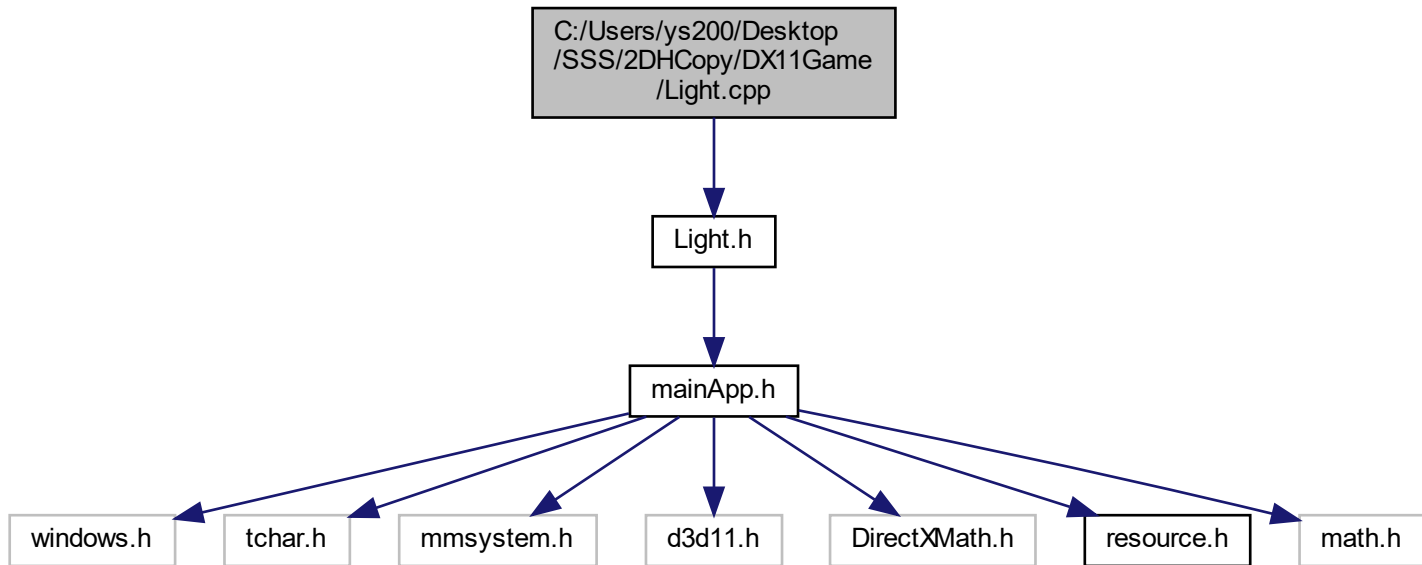 C:/Users/ys200/Desktop
/SSS/2DHCopy/DX11Game
/Light.cpp
Light.h
mainApp.h
windows.h
tchar.h
mmsystem.h
d3d11.h
DirectXMath.h
resource.h
math.h